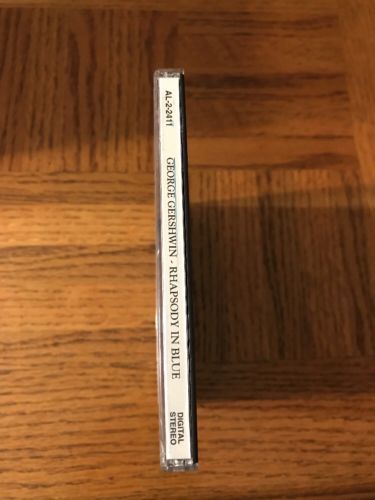 AL-2-2411
GEORGE GERSHWIN - RHAPSODY IN BLUE
DIGITAL
STEREO